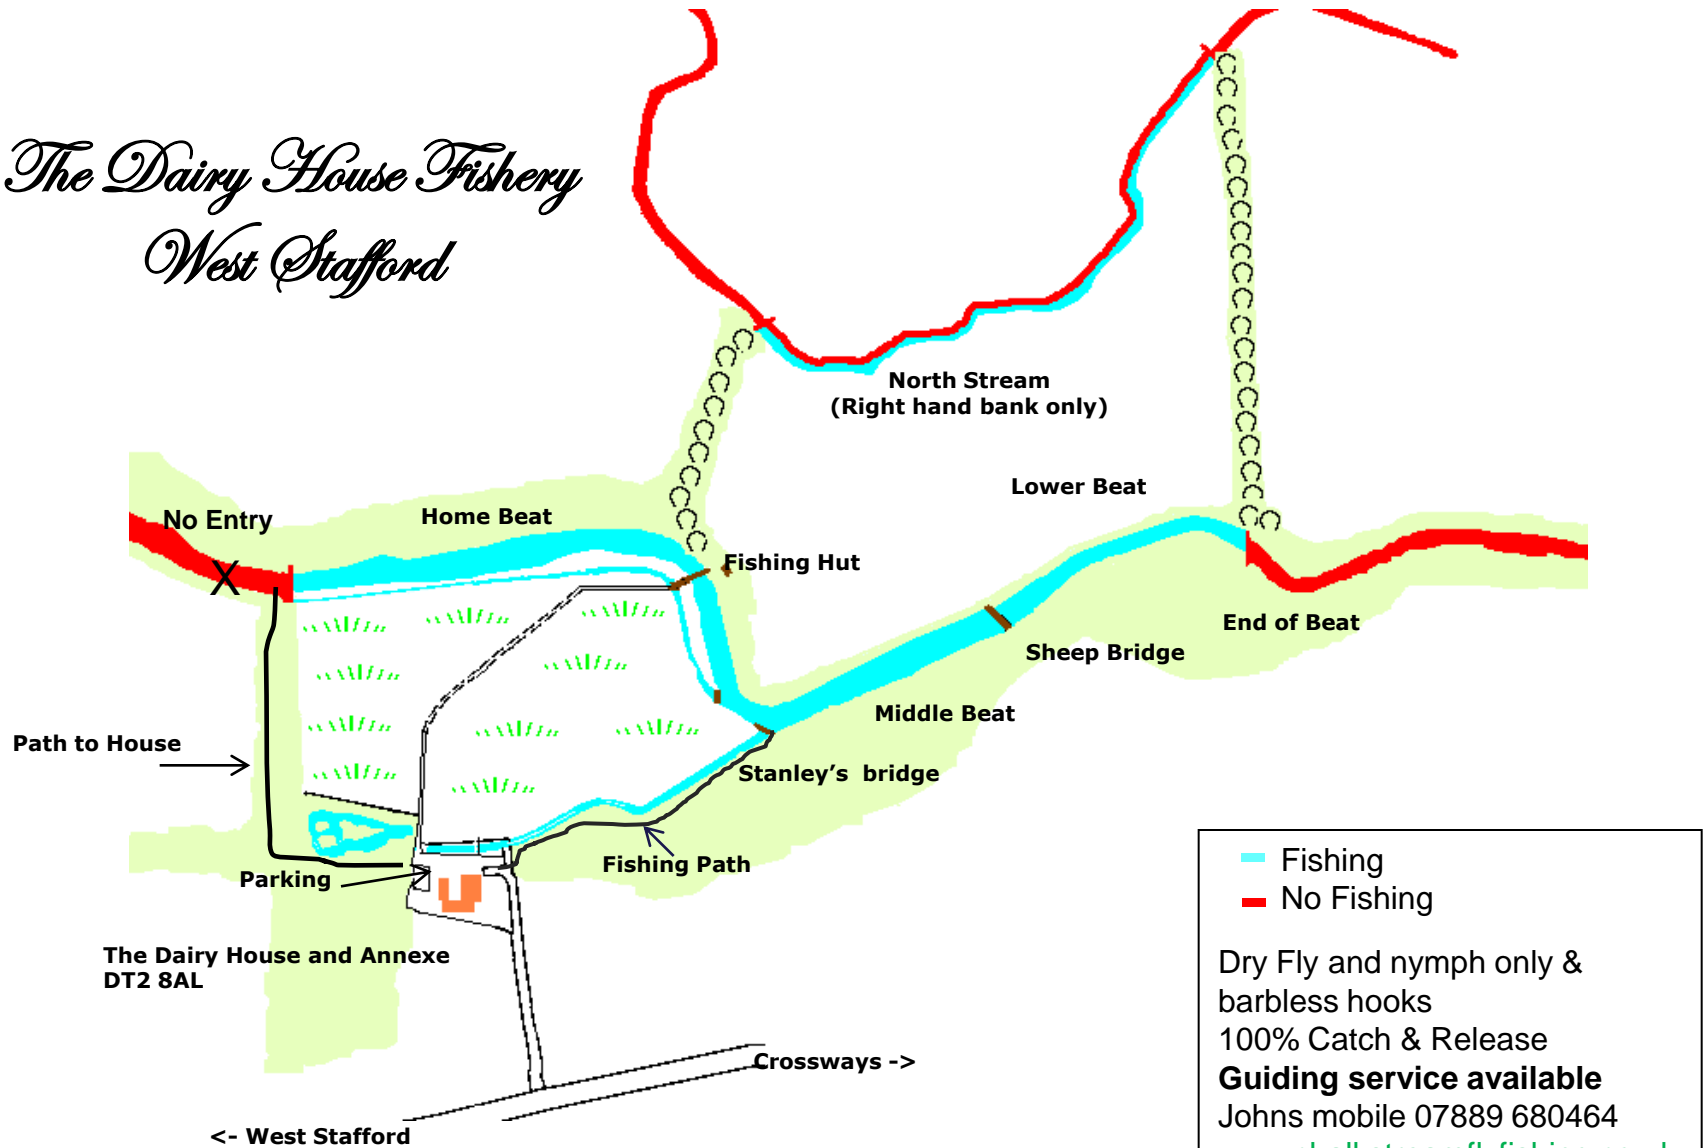 The Dairy House Fishery
West Stafford
North Stream
(Right hand bank only)
Lower Beat
No Entry
X
Home Beat
Fishing Hut
End of Beat
Sheep Bridge
Middle Beat
Path to House
Stanley's bridge
Fishing Path
Parking
The Dairy House and Annexe
DT2 8AL
Crossways ->
<- West Stafford
Fishing
No Fishing
Dry Fly and nymph only &
barbless hooks
100% Catch & Release
Guiding service available
Johns mobile 07889 680464